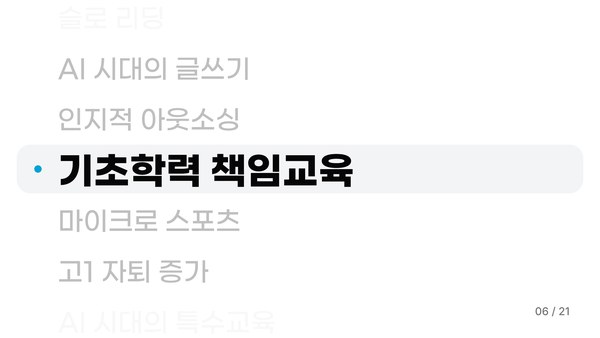 슬로 리딩
AI 시대의 글쓰기
인지적 아웃소싱
기초학력 책임교육
마이크로 스포츠
고1 자퇴 증가
06 / 21
AI 시대의 특수교육